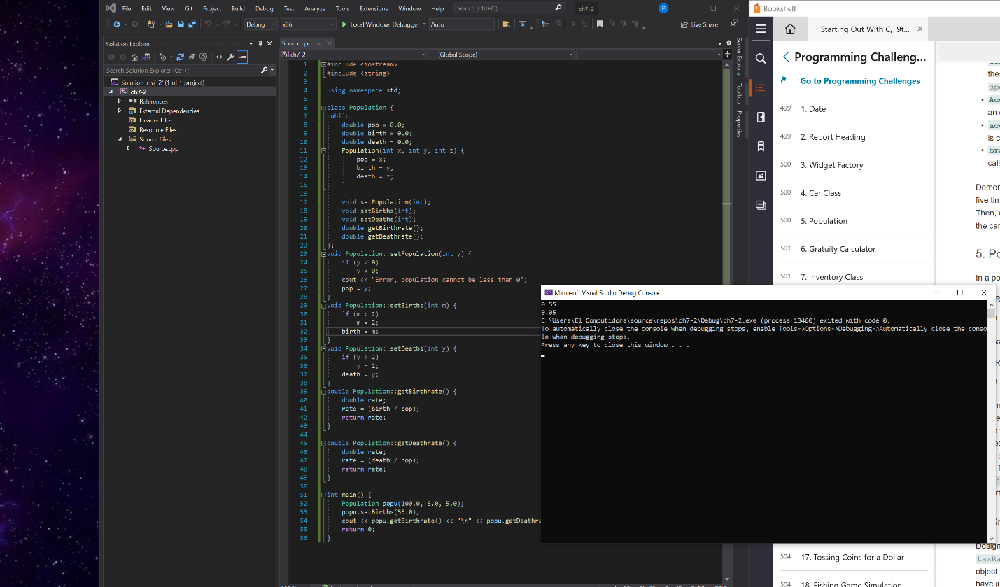 File Edit View Git Project Build Debug Test Analyze Tools Extensions Window Help Search (Ctrl+Q) ch7-2 P
Debug x86 Local Windows Debugger Auto Live Share
Solution Explorer
Search Solution Explorer (Ctrl+;)
Solution 'ch7-2' (1 of 1 project)
ch7-2
References
External Dependencies
Header Files
Resource Files
Source Files
Source.cpp
Source.cpp
ch7-2 (Global Scope)
1 #include <iostream>
2 #include <string>
3
4 using namespace std;
5
6 class Population {
7 public:
8 double pop = 0.0;
9 double birth = 0.0;
10 double death = 0.0;
11 Population(int x, int y, int z) {
12 pop = x;
13 birth = y;
14 death = z;
15 }
16
17 void setPopulation(int);
18 void setBirths(int);
19 void setDeaths(int);
20 double getBirthrate();
21 double getDeathrate();
22 };
23 void Population::setPopulation(int y) {
24 if (y < 0)
25 y = 0;
26 cout << "Error, population cannot be less than 0";
27 pop = y;
28 }
29 void Population::setBirths(int m) {
30 if (m < 2)
31 m = 2;
32 birth = m;
33 }
34 void Population::setDeaths(int y) {
35 if (y > 2)
36 y = 2;
37 death = y;
38 }
39 double Population::getBirthrate() {
40 double rate;
41 rate = (birth / pop);
42 return rate;
43 }
44
45 double Population::getDeathrate() {
46 double rate;
47 rate = (death / pop);
48 return rate;
49 }
50
51 int main() {
52 Population popu(100.0, 5.0, 5.0);
53 popu.setBirths(55.0);
54 cout << popu.getBirthrate() << "\n" << popu.getDeathra
55 return 0;
56 }
Server Explorer
Toolbox
Properties
Microsoft Visual Studio Debug Console
0.55
0.05
C:\Users\El Computidora\source\repos\ch7-2\Debug\ch7-2.exe (process 13460) exited with code 0.
To automatically close the console when debugging stops, enable Tools->Options->Debugging->Automatically close the conso
le when debugging stops.
Press any key to close this window . . .
Bookshelf
Starting Out With C, 9t...
Programming Challeng...
Go to Programming Challenges
499 1. Date
499 2. Report Heading
500 3. Widget Factory
500 4. Car Class
500 5. Population
501 6. Gratuity Calculator
501 7. Inventory Class
504 17. Tossing Coins for a Dollar
504 18. Fishing Game Simulation
thes
spe
Acc
an
acc
is c
bra
call
Demon
five tim
Then,
the car
5. Po
In a po
Design
taxRa
object
have ju